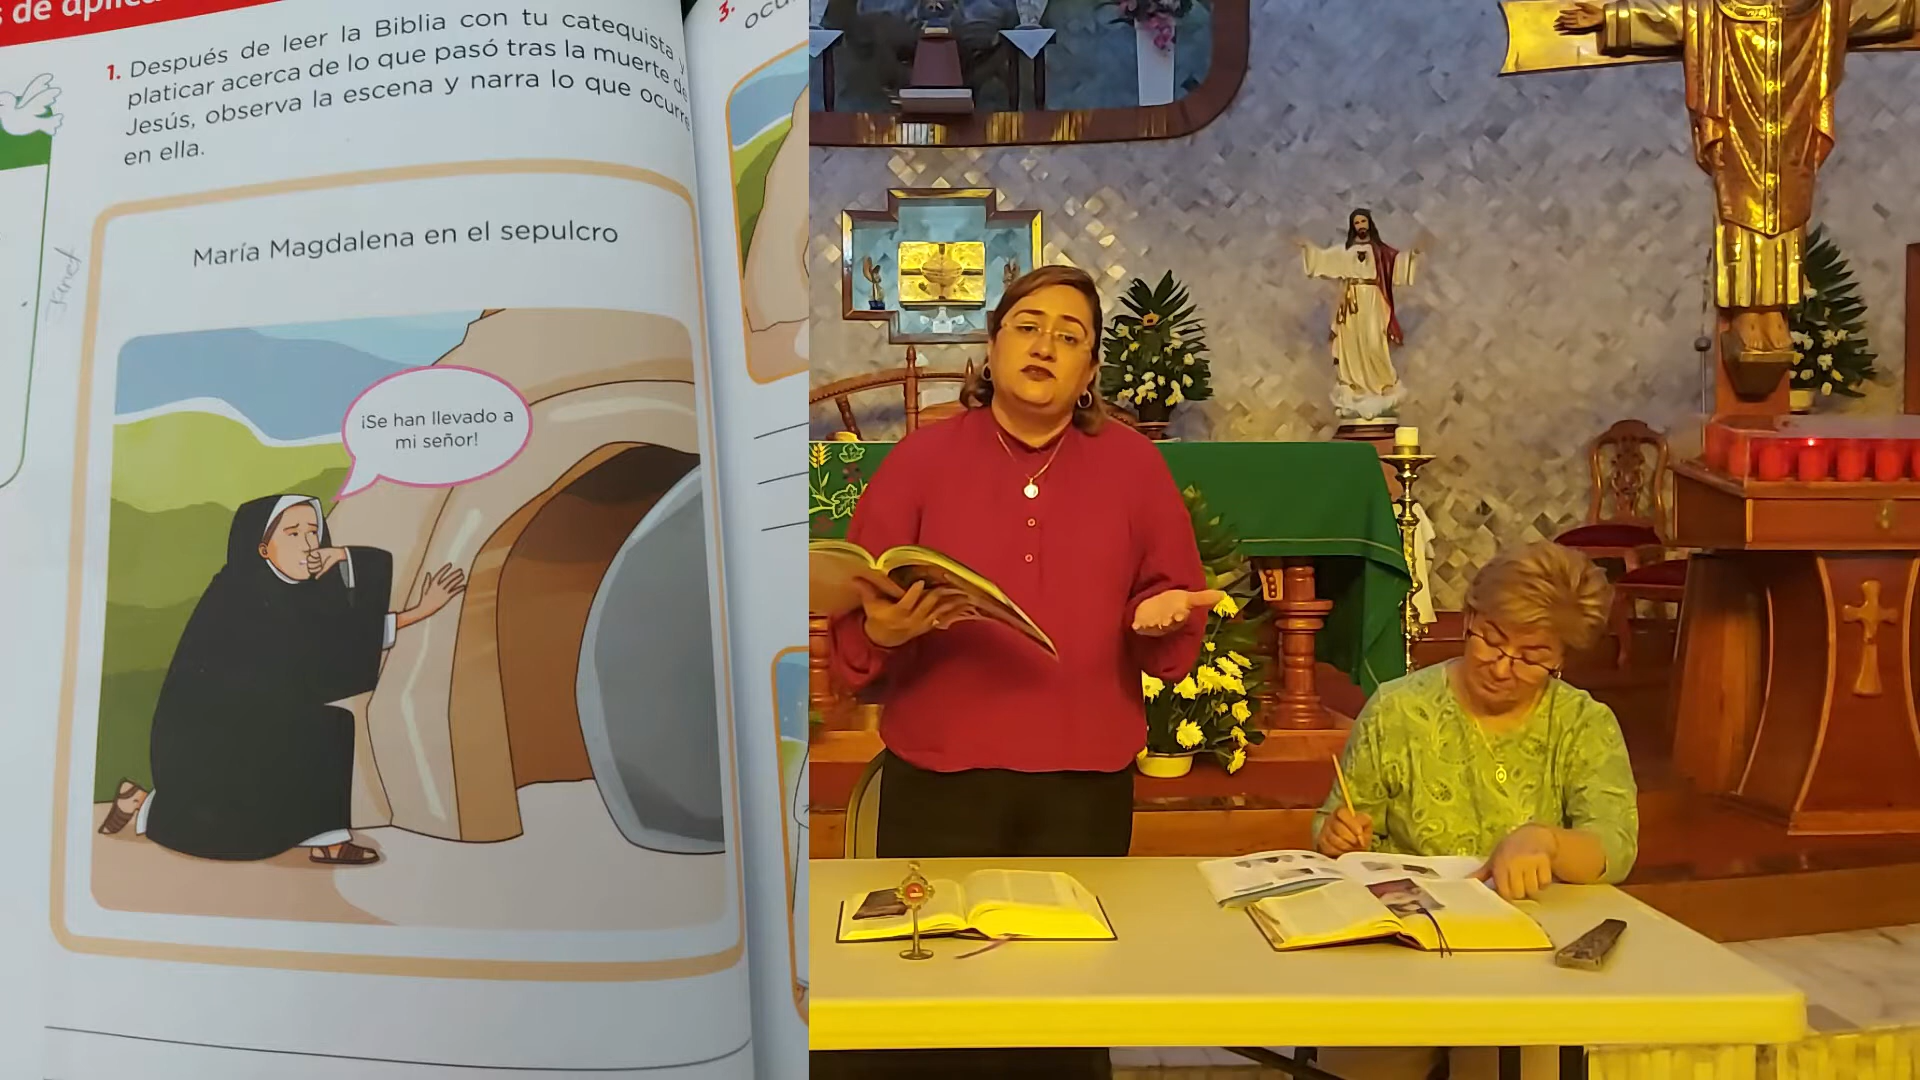 de aplica
1. Después de leer la Biblia con tu catequista y
platicar acerca de lo que pasó tras la muerte de
Jesús, observa la escena y narra lo que ocurre
en ella.
María Magdalena en el sepulcro
¡Se han llevado a
mi señor!
3.
ocu